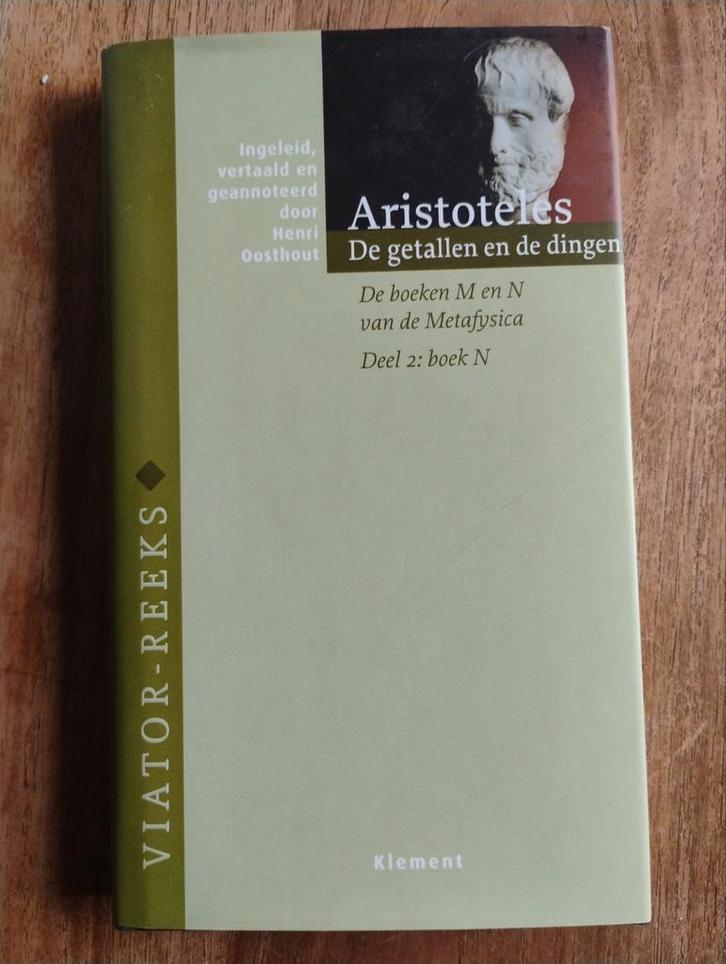 Ingeleid,
vertaald en
geannoteerd
door
Henri
Oosthout
Aristoteles
De getallen en de dingen
De boeken M en N
van de Metafysica
Deel 2: boek N
VIATOR-REEKS
Klement